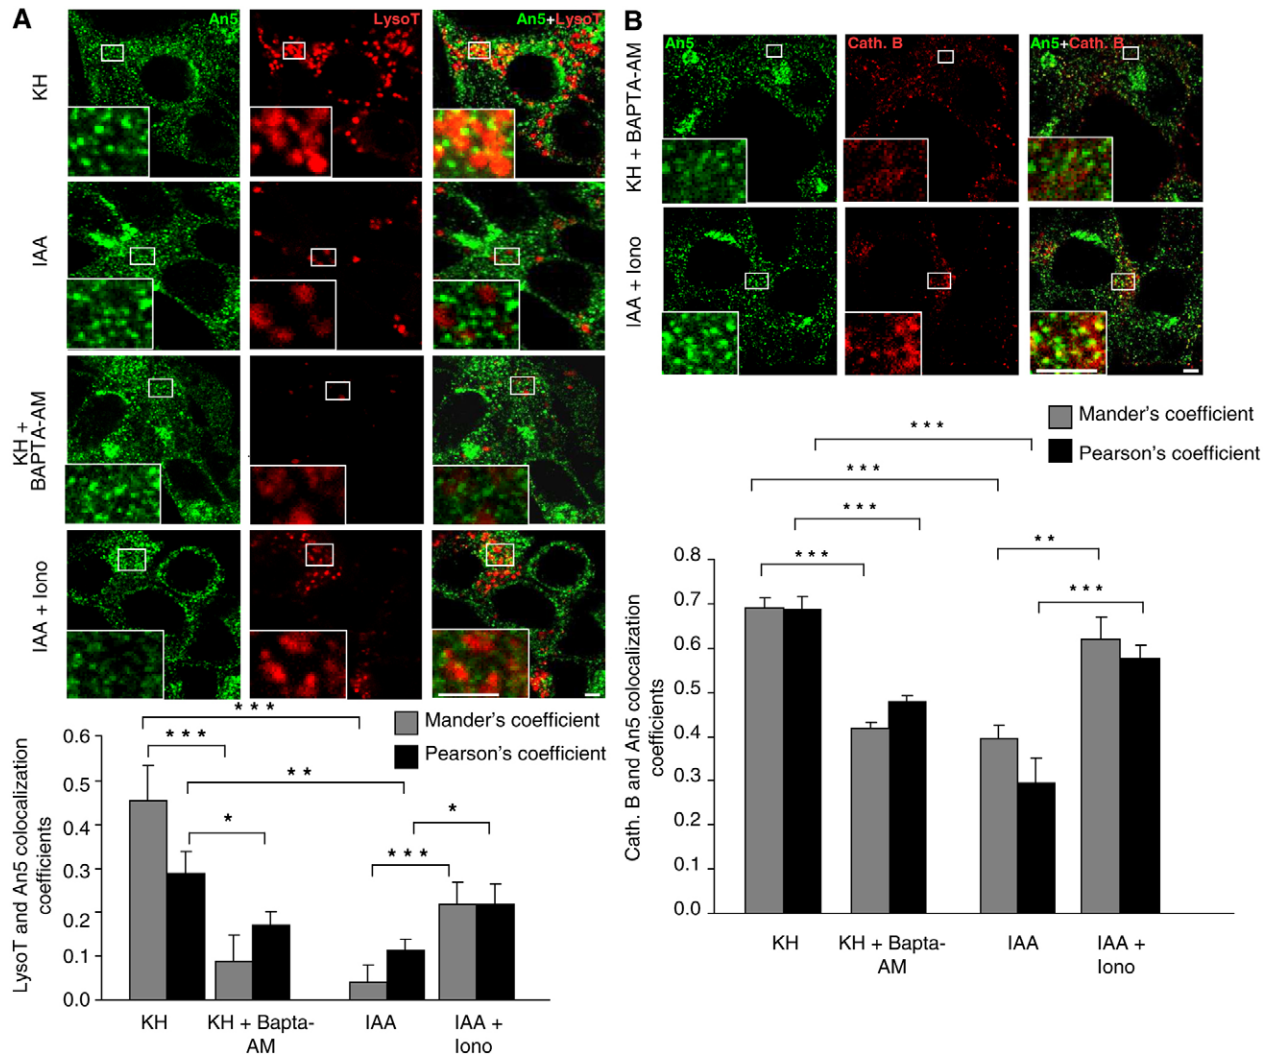 A
An5
LysoT
An5+LysoT
KH
IAA
KH +
BAPTA-AM
IAA + Iono
* * *
Mander's coefficient
Pearson's coefficient
* * *
* *
*
*
* * *
LysoT and An5 colocalization
coefficients
0.6
0.5
0.4
0.3
0.2
0.1
0.0
KH
KH + Bapta-
AM
IAA
IAA +
Iono
B
An5
Cath. B
An5+Cath. B
KH + BAPTA-AM
IAA + Iono
Mander's coefficient
Pearson's coefficient
* * *
* * *
* * *
* * *
* *
* * *
Cath. B and An5 colocalization
coefficients
0.8
0.7
0.6
0.5
0.4
0.3
0.2
0.1
0.0
KH
KH + Bapta-
AM
IAA
IAA +
Iono